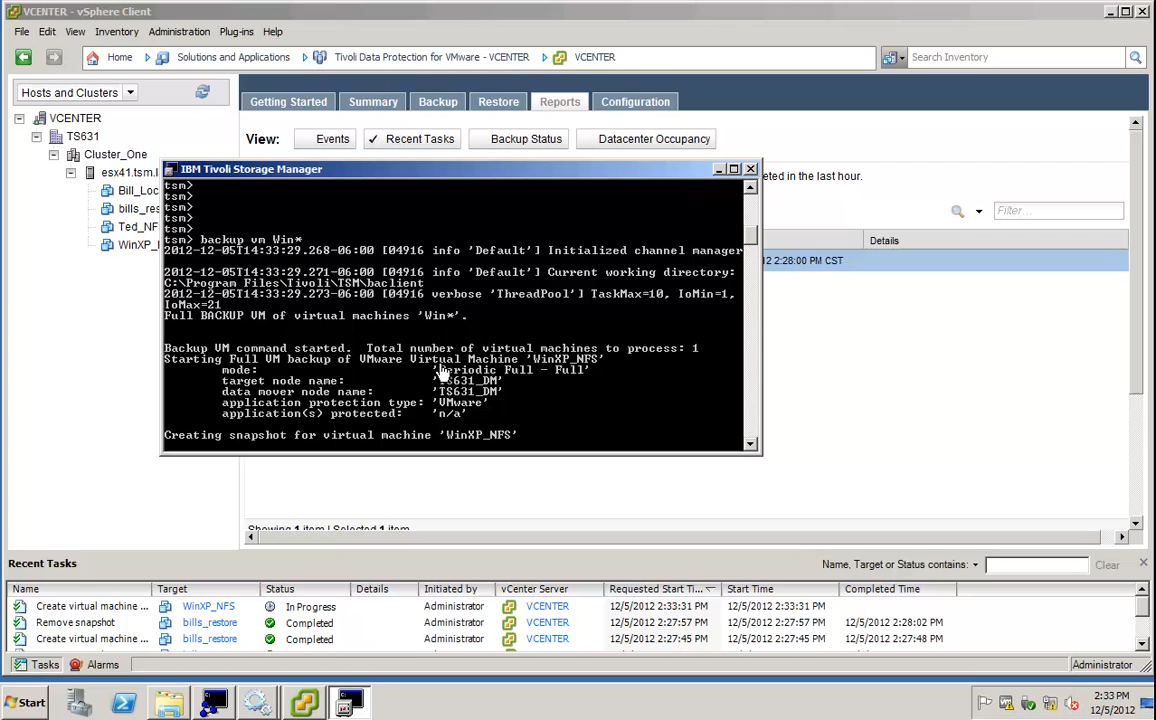 VCENTER - vSphere Client
File Edit View Inventory Administration Plug-ins Help
Home Solutions and Applications Tivoli Data Protection for VMware - VCENTER VCENTER
Search Inventory
Hosts and Clusters
Getting Started Summary Backup Restore Reports Configuration
VCENTER
TS631
Cluster_One
esx41.tsm.l
Bill_Loc
bills_res
Ted_NF
WinXP_
View: Events ✓ Recent Tasks Backup Status Datacenter Occupancy
eted in the last hour.
Filter...
Details
12 2:28:00 PM CST
IBM Tivoli Storage Manager
tsm>
tsm>
tsm>
tsm>
tsm>
tsm> backup vm Win*
2012-12-05T14:33:29.268-06:00 [04916 info 'Default'] Initialized channel manager
2012-12-05T14:33:29.271-06:00 [04916 info 'Default'] Current working directory:
C:\Program Files\Tivoli\TSM\baclient
2012-12-05T14:33:29.273-06:00 [04916 verbose 'ThreadPool'] TaskMax=10, IoMin=1,
IoMax=21
Full BACKUP VM of virtual machines 'Win*'.
Backup VM command started. Total number of virtual machines to process: 1
Starting Full VM backup of VMware Virtual Machine 'WinXP_NFS'
mode: 'Periodic Full - Full'
target node name: 'TS631_DM'
data mover node name: 'TS631_DM'
application protection type: 'VMware'
application(s) protected: 'n/a'
Creating snapshot for virtual machine 'WinXP_NFS'
Showing 1 item | Selected 1 item
Recent Tasks
Name, Target or Status contains: Clear
Name Target Status Details Initiated by vCenter Server Requested Start Ti... Start Time Completed Time
Create virtual machine ... WinXP_NFS In Progress Administrator VCENTER 12/5/2012 2:33:31 PM 12/5/2012 2:33:31 PM
Remove snapshot bills_restore Completed Administrator VCENTER 12/5/2012 2:27:57 PM 12/5/2012 2:27:57 PM 12/5/2012 2:28:02 PM
Create virtual machine ... bills_restore Completed Administrator VCENTER 12/5/2012 2:27:45 PM 12/5/2012 2:27:45 PM 12/5/2012 2:27:48 PM
Tasks Alarms Administrator
Start
2:33 PM
12/5/2012